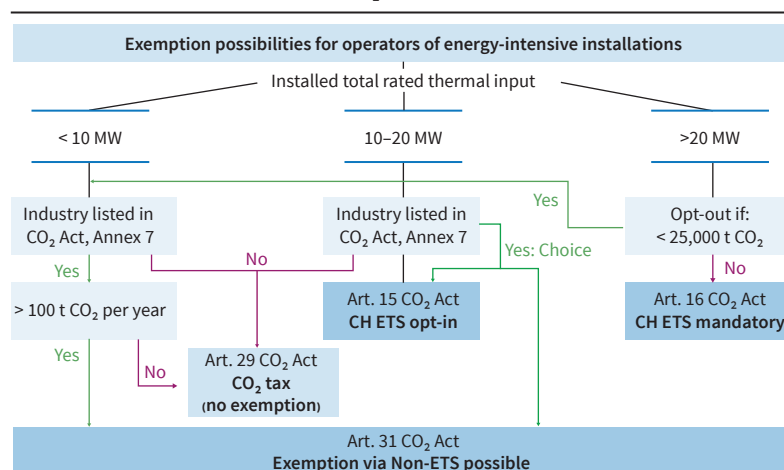 Exemption possibilities for operators of energy-intensive installations
Installed total rated thermal input
< 10 MW
10–20 MW
>20 MW
Yes
Industry listed in
CO₂ Act, Annex 7
Industry listed in
CO₂ Act, Annex 7
Opt-out if:
< 25,000 t CO₂
Yes
No
Yes: Choice
No
> 100 t CO₂ per year
Art. 15 CO₂ Act
CH ETS opt-in
Art. 16 CO₂ Act
CH ETS mandatory
Yes
No
Art. 29 CO₂ Act
CO₂ tax
(no exemption)
Art. 31 CO₂ Act
Exemption via Non-ETS possible